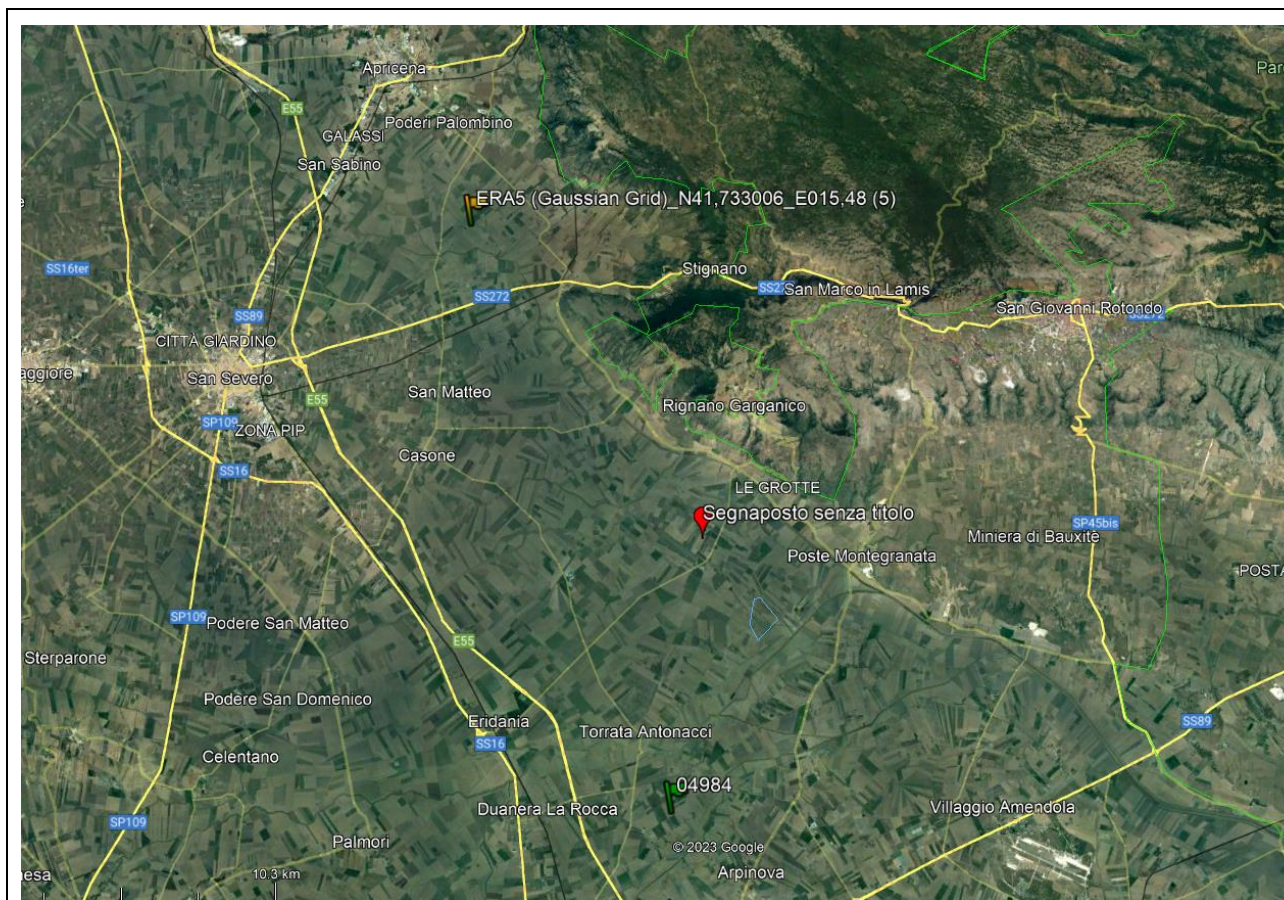 Apricena
Par
E55
Poderi Palombino
GALASSI
San Sabino
ERA5 (Gaussian Grid)_N41,733006_E015,48 (5)
SS16ter
Stignano
SS27
San Marco in Lamis
SS272
San Giovanni Rotondo
SS272
SS89
CITTA GIARDINO
aggiore
San Severo
San Matteo
E55
Rignano Garganico
SP109
ZONA PIP
Casone
SS16
LE GROTTE
Segnaposto senza titolo
SP45bis
Miniera di Bauxite
Poste Montegranata
POSTA
SP109
Podere San Matteo
E55
Sterparone
Podere San Domenico
Eridania
SS16
Torrata Antonacci
SS89
Celentano
04984
Duanera La Rocca
Villaggio Amendola
SP109
Palmori
© 2023 Google
Arpinova
esa
10.3 km